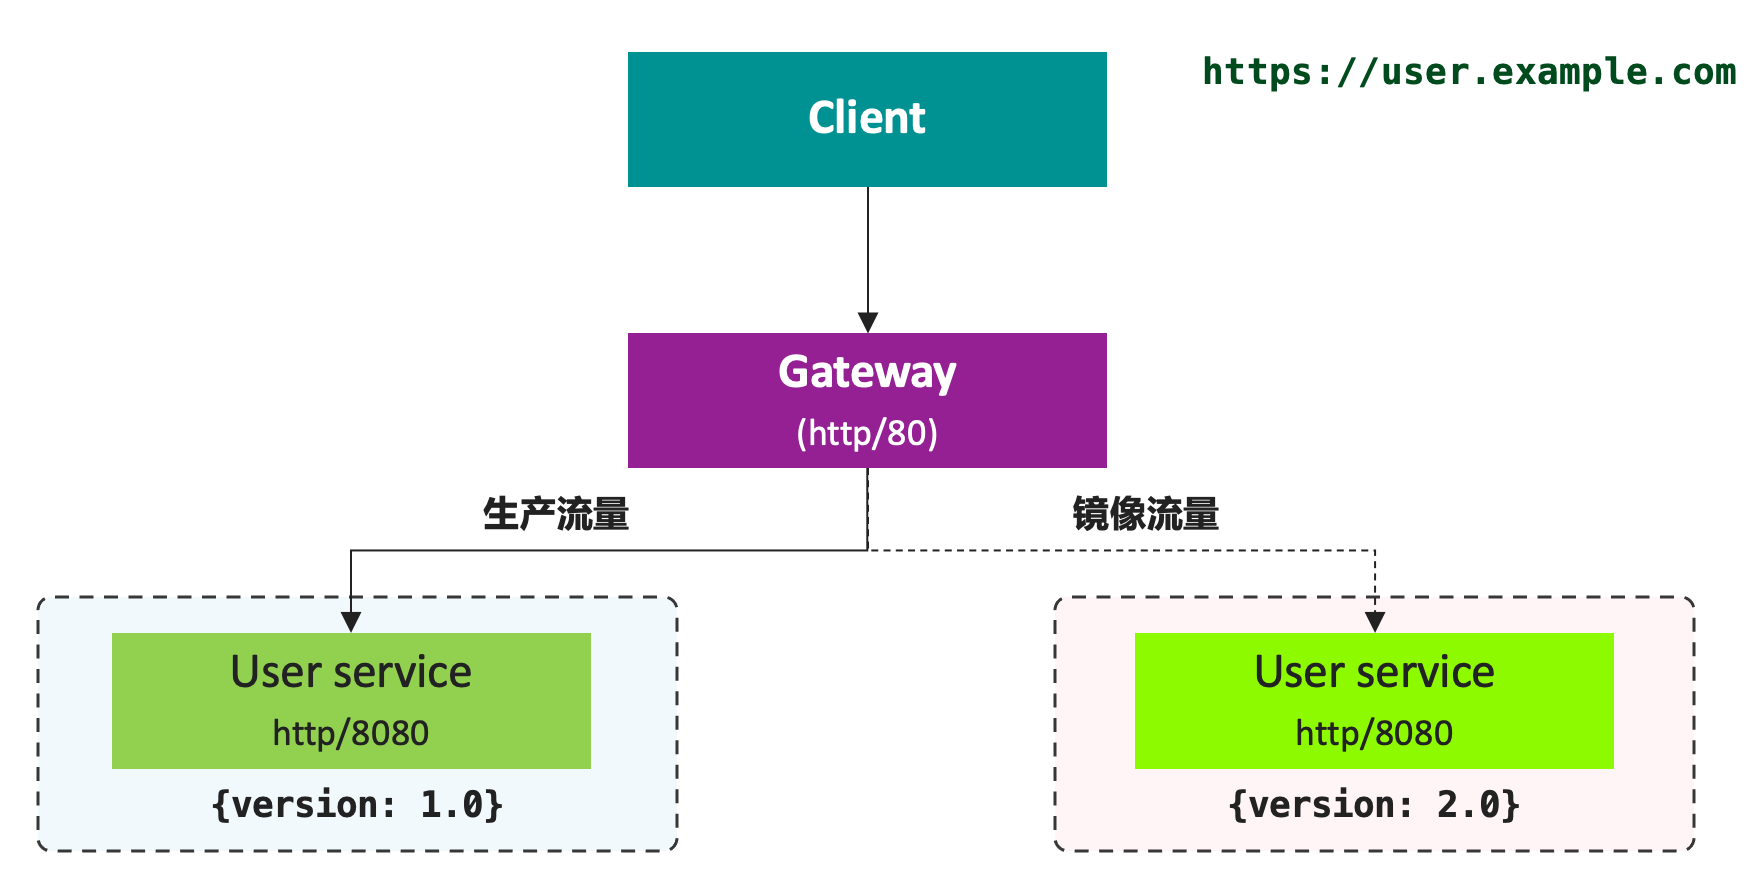 https://user.example.com
Client
Gateway
(http/80)
生产流量
镜像流量
User service
http/8080
{version: 1.0}
User service
http/8080
{version: 2.0}